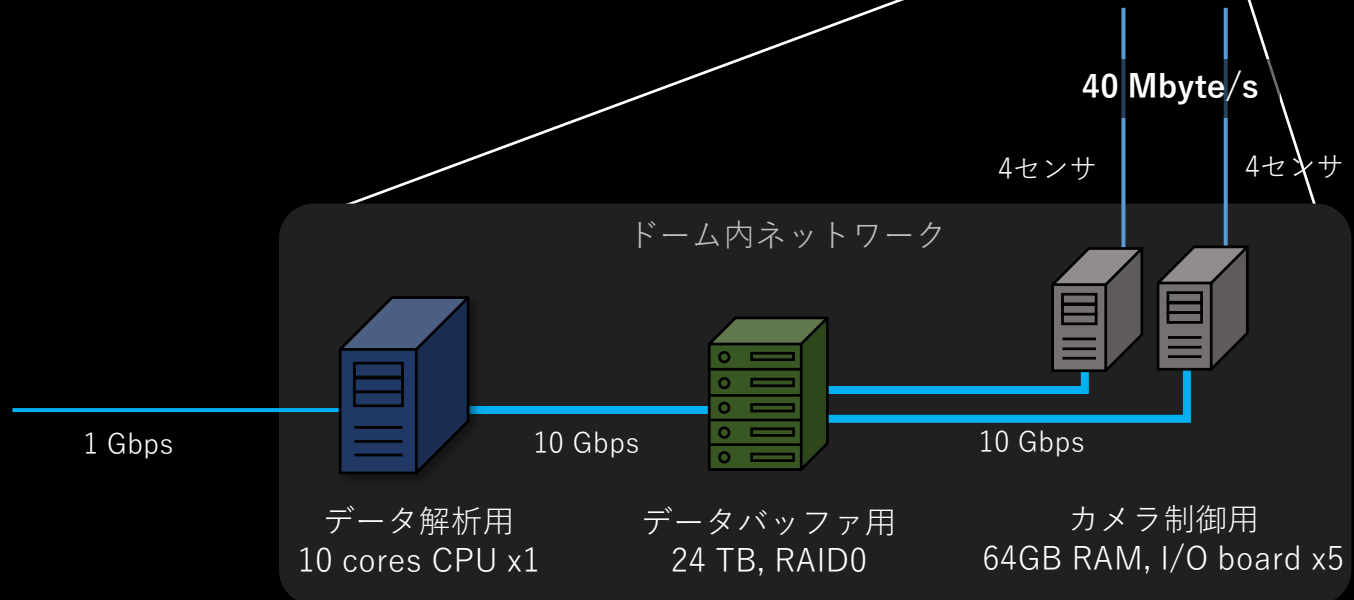 40 Mbyte/s
4センサ
4センサ
ドーム内ネットワーク
1 Gbps
10 Gbps
10 Gbps
データ解析用
10 cores CPU x1
データバッファ用
24 TB, RAID0
カメラ制御用
64GB RAM, I/O board x5